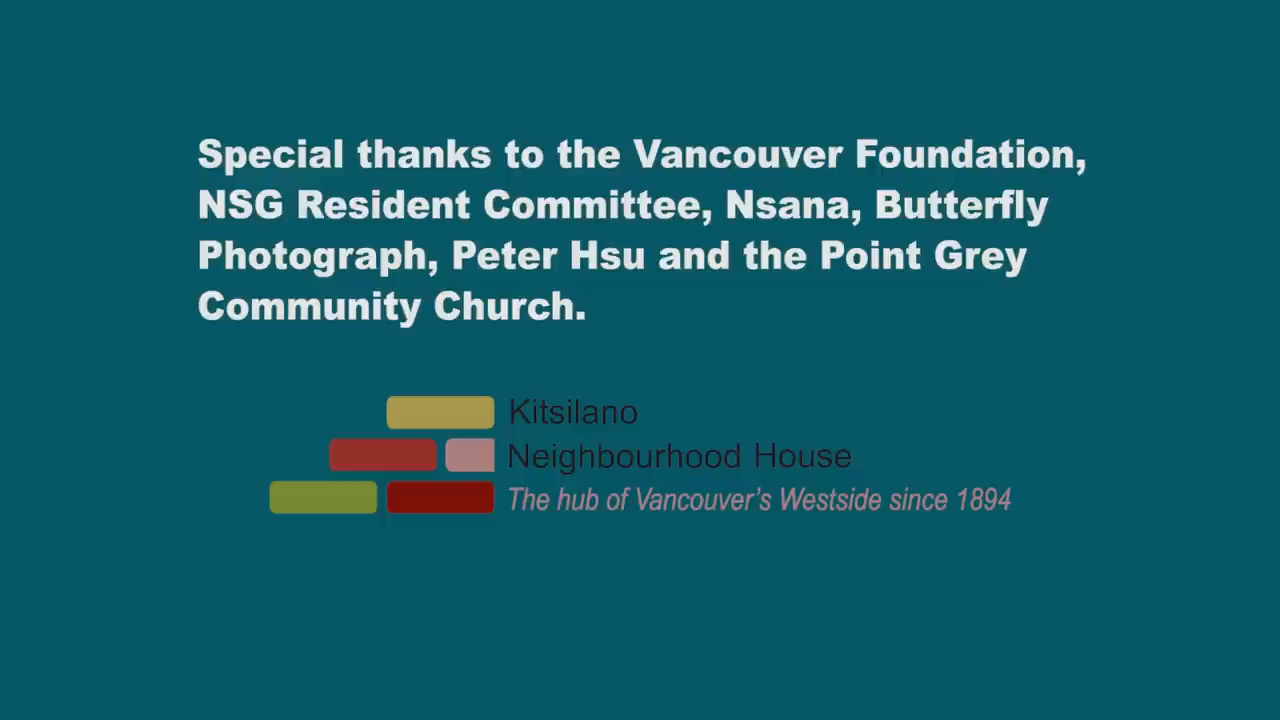 Special thanks to the Vancouver Foundation,
NSG Resident Committee, Nsana, Butterfly
Photograph, Peter Hsu and the Point Grey
Community Church.
Kitsilano
Neighbourhood House
The hub of Vancouver's Westside since 1894